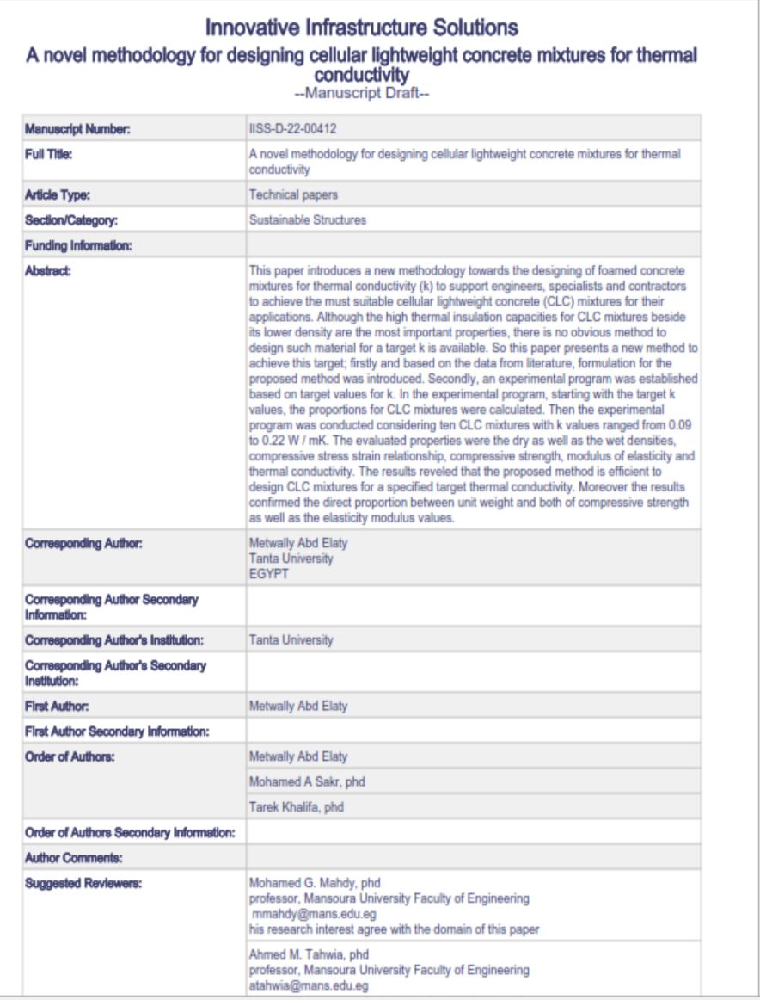 Innovative Infrastructure Solutions
A novel methodology for designing cellular lightweight concrete mixtures for thermal
conductivity
--Manuscript Draft--
Manuscript Number: IISS-D-22-00412
Full Title: A novel methodology for designing cellular lightweight concrete mixtures for thermal
conductivity
Article Type: Technical papers
Section/Category: Sustainable Structures
Funding Information:
Abstract: This paper introduces a new methodology towards the designing of foamed concrete
mixtures for thermal conductivity (k) to support engineers, specialists and contractors
to achieve the must suitable cellular lightweight concrete (CLC) mixtures for their
applications. Although the high thermal insulation capacities for CLC mixtures beside
its lower density are the most important properties, there is no obvious method to
design such material for a target k is available. So this paper presents a new method to
achieve this target; firstly and based on the data from literature, formulation for the
proposed method was introduced. Secondly, an experimental program was established
based on target values for k. In the experimental program, starting with the target k
values, the proportions for CLC mixtures were calculated. Then the experimental
program was conducted considering ten CLC mixtures with k values ranged from 0.09
to 0.22 W / mK. The evaluated properties were the dry as well as the wet densities,
compressive stress strain relationship, compressive strength, modulus of elasticity and
thermal conductivity. The results reveled that the proposed method is efficient to
design CLC mixtures for a specified target thermal conductivity. Moreover the results
confirmed the direct proportion between unit weight and both of compressive strength
as well as the elasticity modulus values.
Corresponding Author: Metwally Abd Elaty
Tanta University
EGYPT
Corresponding Author Secondary
Information:
Corresponding Author's Institution: Tanta University
Corresponding Author's Secondary
Institution:
First Author: Metwally Abd Elaty
First Author Secondary Information:
Order of Authors: Metwally Abd Elaty
Mohamed A Sakr, phd
Tarek Khalifa, phd
Order of Authors Secondary Information:
Author Comments:
Suggested Reviewers: Mohamed G. Mahdy, phd
professor, Mansoura University Faculty of Engineering
mmahdy@mans.edu.eg
his research interest agree with the domain of this paper
Ahmed M. Tahwia, phd
professor, Mansoura University Faculty of Engineering
atahwia@mans.edu.eg